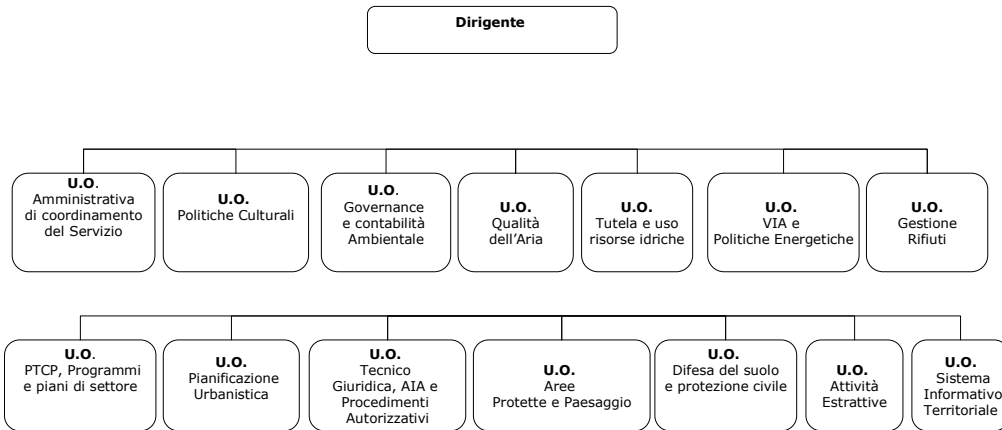 Dirigente
U.O.
Amministrativa
di coordinamento
del Servizio
U.O.
Politiche Culturali
U.O.
Governance
e contabilità
Ambientale
U.O.
Qualità
dell'Aria
U.O.
Tutela e uso
risorse idriche
U.O.
VIA e
Politiche Energetiche
U.O.
Gestione
Rifiuti
U.O.
PTCP, Programmi
e piani di settore
U.O.
Pianificazione
Urbanistica
U.O.
Tecnico
Giuridica, AIA e
Procedimenti
Autorizzativi
U.O.
Aree
Protette e Paesaggio
U.O.
Difesa del suolo
e protezione civile
U.O.
Attività
Estrattive
U.O.
Sistema
Informativo
Territoriale